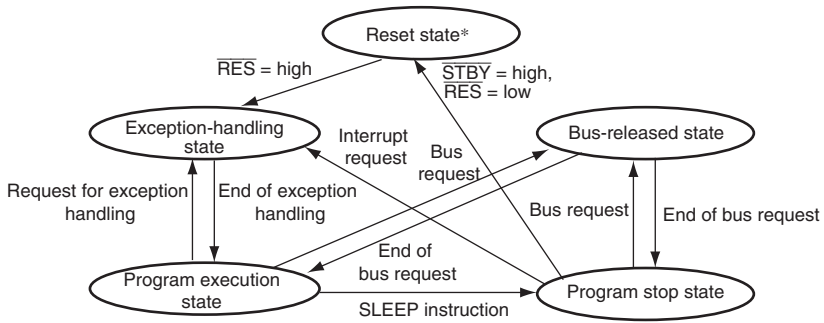 Reset state*
RES = high
STBY = high,
RES = low
Exception-handling
state
Interrupt
request
Bus
request
Bus-released state
Request for exception
handling
End of exception
handling
Bus request
End of bus request
End of
bus request
Program execution
state
SLEEP instruction
Program stop state